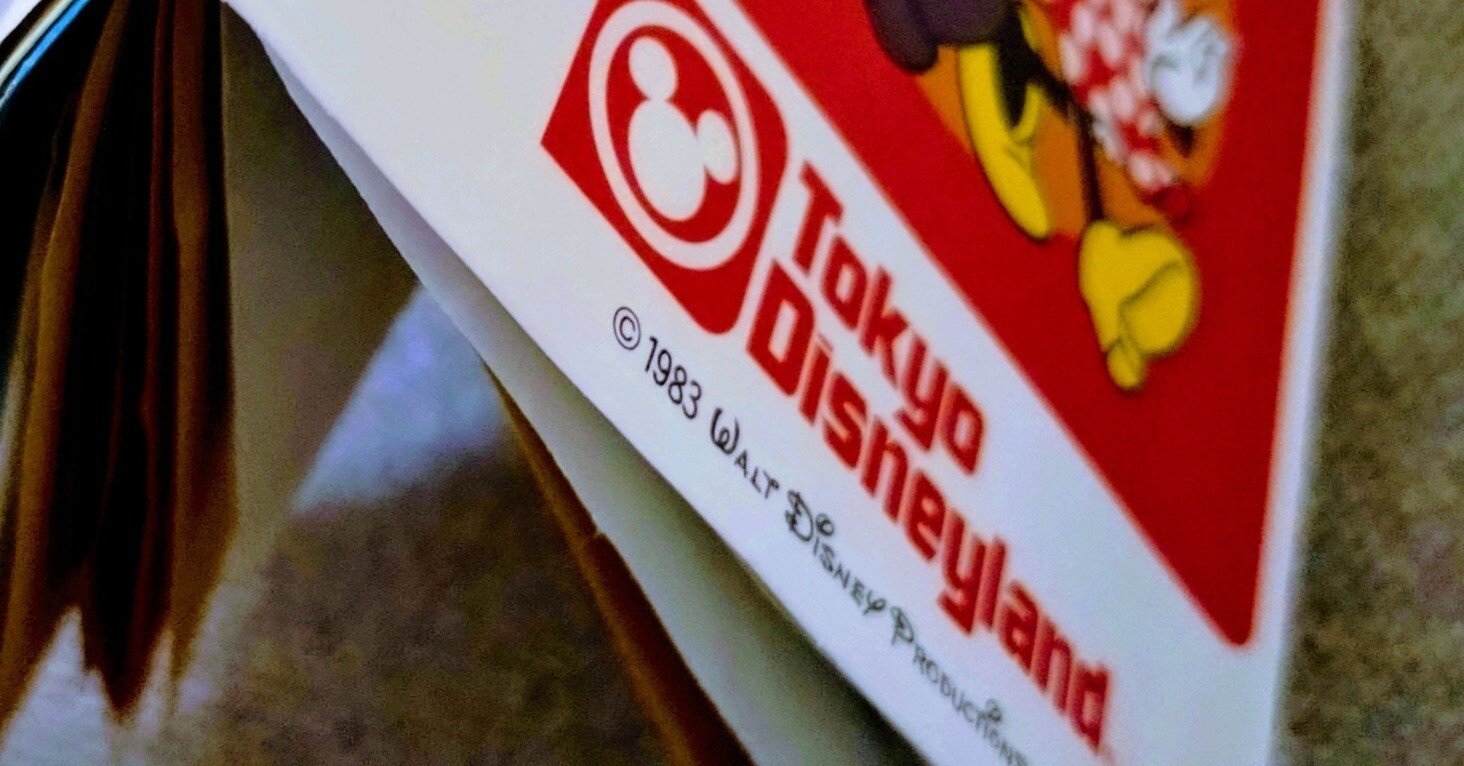 Tokyo
Disneyland
© 1983 WALT DISNEY PRODUCTIONS